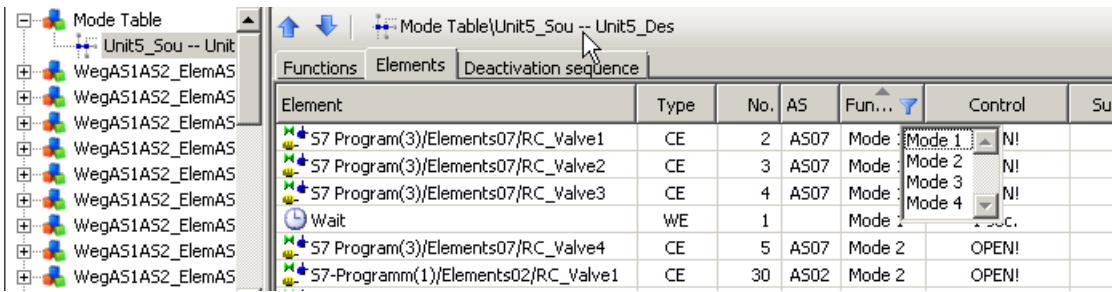 Mode Table
Unit5_Sou -- Unit
WegAS1AS2_ElemAS
WegAS1AS2_ElemAS
WegAS1AS2_ElemAS
WegAS1AS2_ElemAS
WegAS1AS2_ElemAS
WegAS1AS2_ElemAS
WegAS1AS2_ElemAS
WegAS1AS2_ElemAS
WegAS1AS2_ElemAS
Mode Table\Unit5_Sou -- Unit5_Des
Functions Elements Deactivation sequence
Element Type No. AS Fun... Control Su
S7 Program(3)/Elements07/RC_Valve1 CE 2 AS07 Mode N!
S7 Program(3)/Elements07/RC_Valve2 CE 3 AS07 Mode N!
S7 Program(3)/Elements07/RC_Valve3 CE 4 AS07 Mode N!
Wait WE 1 Mode
S7 Program(3)/Elements07/RC_Valve4 CE 5 AS07 Mode 2 OPEN!
S7-Programm(1)/Elements02/RC_Valve1 CE 30 AS02 Mode 2 OPEN!
Mode 1
Mode 2
Mode 3
Mode 4